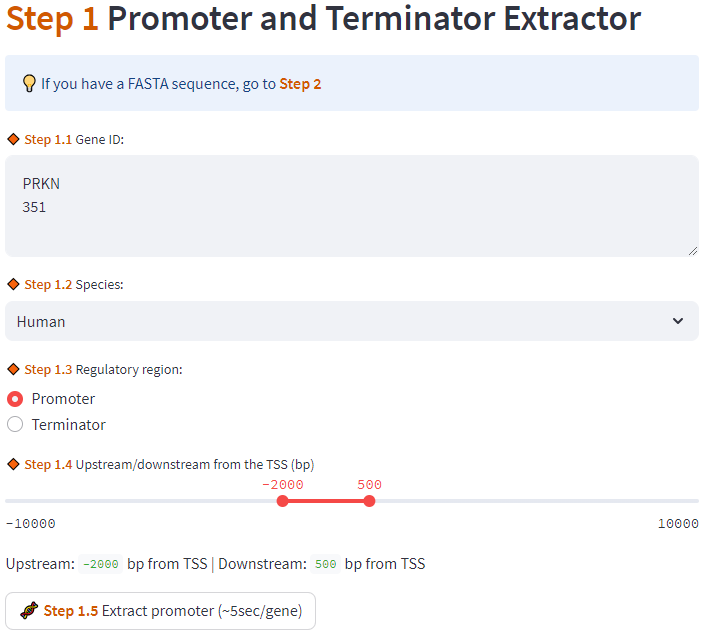 Step 1 Promoter and Terminator Extractor
If you have a FASTA sequence, go to Step 2
Step 1.1 Gene ID:
PRKN
351
Step 1.2 Species:
Human
Step 1.3 Regulatory region:
Promoter
Terminator
Step 1.4 Upstream/downstream from the TSS (bp)
-2000 500
-10000 10000
Upstream: -2000 bp from TSS | Downstream: 500 bp from TSS
Step 1.5 Extract promoter (~5sec/gene)